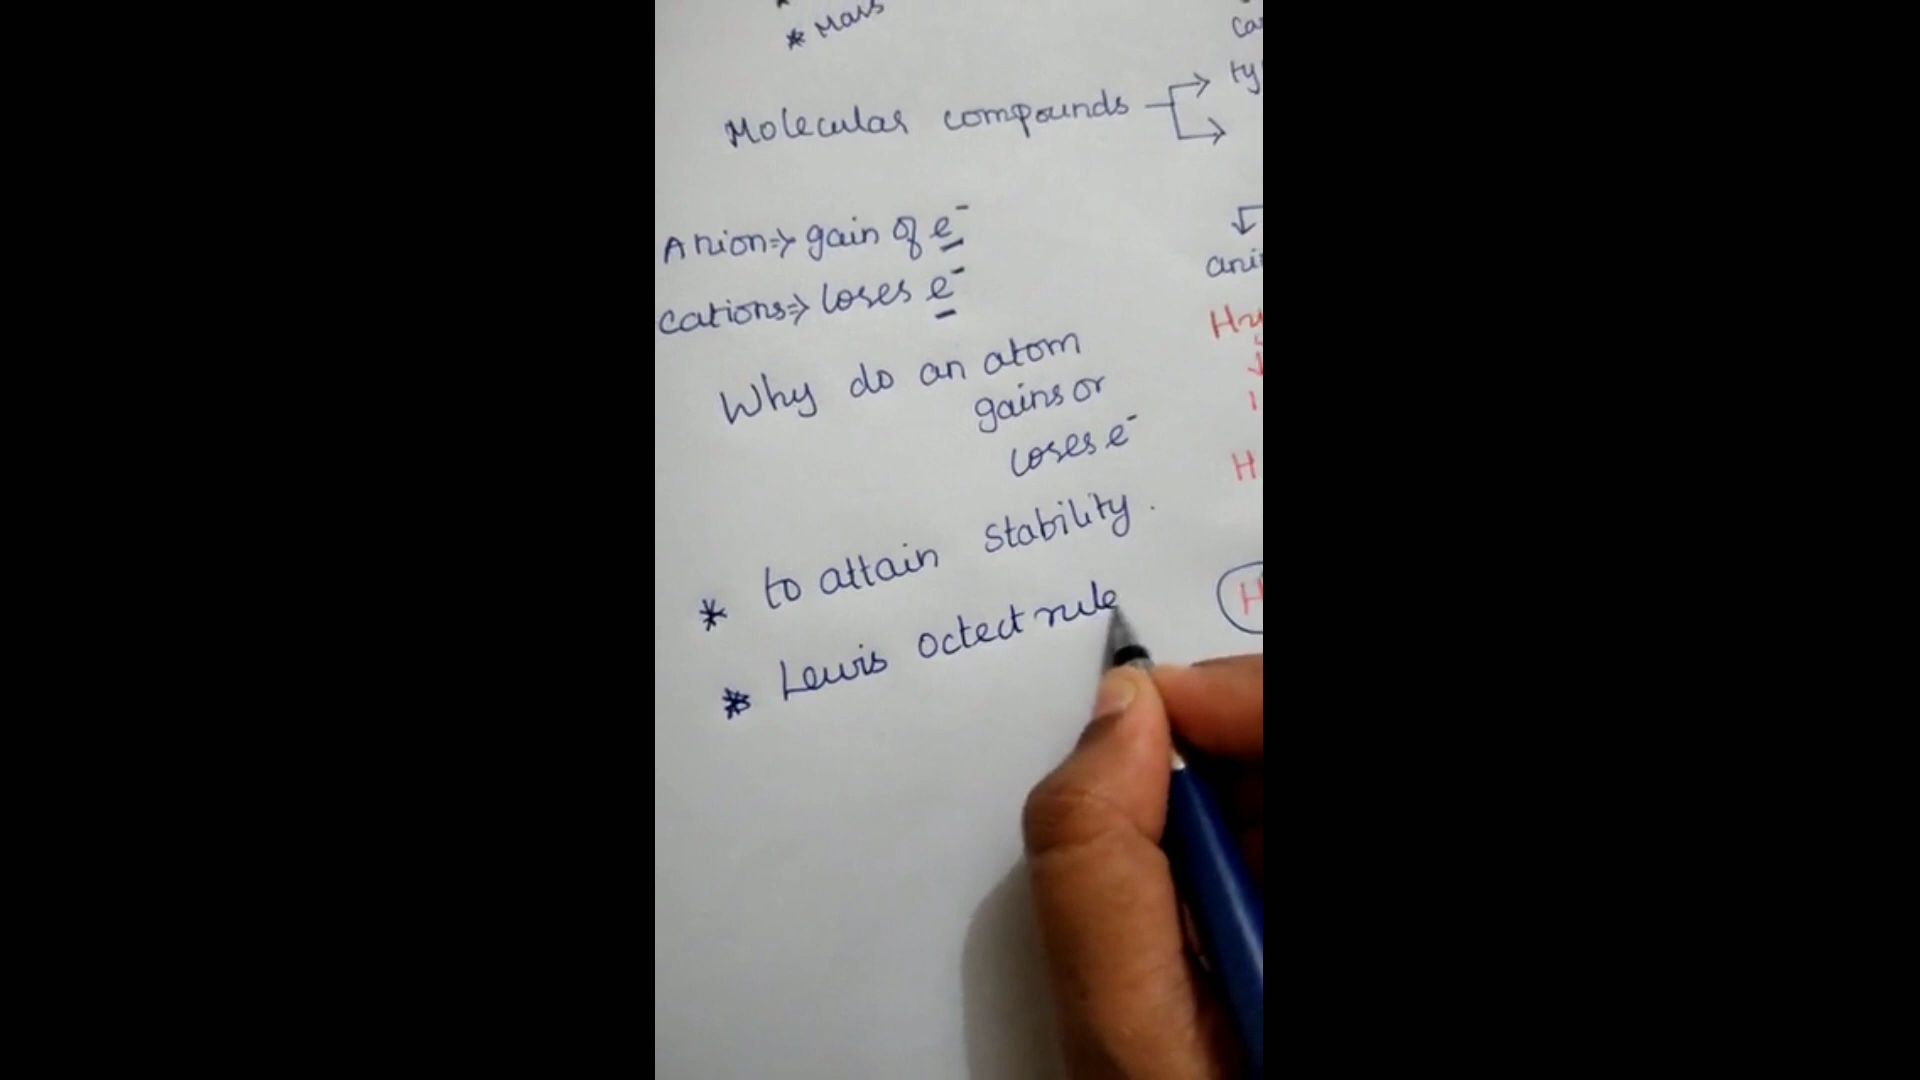 * Mass
Molecular compounds
Anion => gain of e⁻
Cations => loses e⁻
Why do an atom
gains or
loses e⁻
* to attain stability.
* Lewis octect rule
H
H